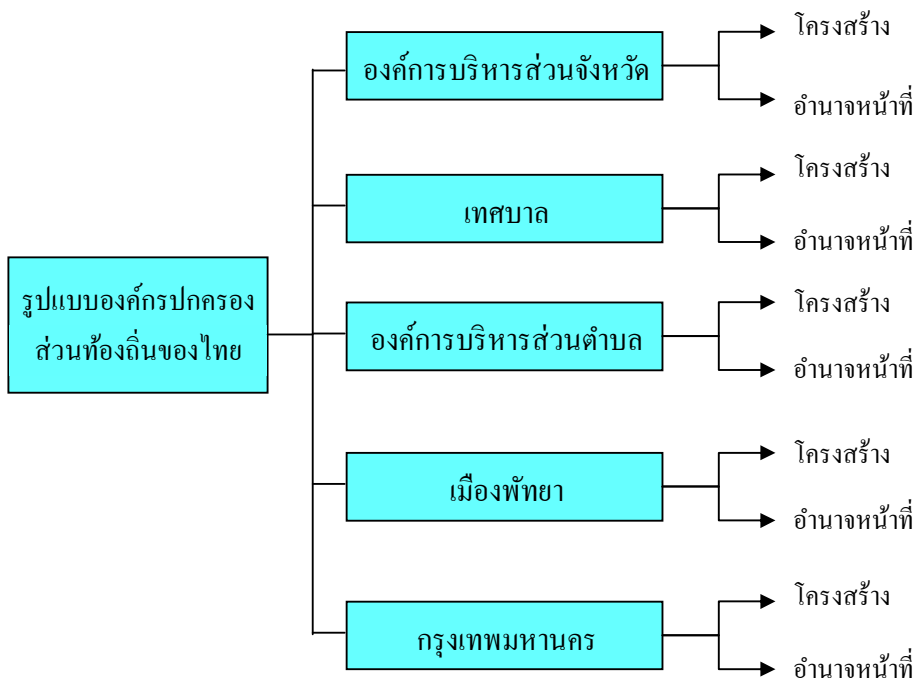 รูปแบบองค์กรปกครอง
ส่วนท้องถิ่นของไทย
องค์การบริหารส่วนจังหวัด
โครงสร้าง
อำนาจหน้าที่
เทศบาล
โครงสร้าง
อำนาจหน้าที่
องค์การบริหารส่วนตำบล
โครงสร้าง
อำนาจหน้าที่
เมืองพัทยา
โครงสร้าง
อำนาจหน้าที่
กรุงเทพมหานคร
โครงสร้าง
อำนาจหน้าที่